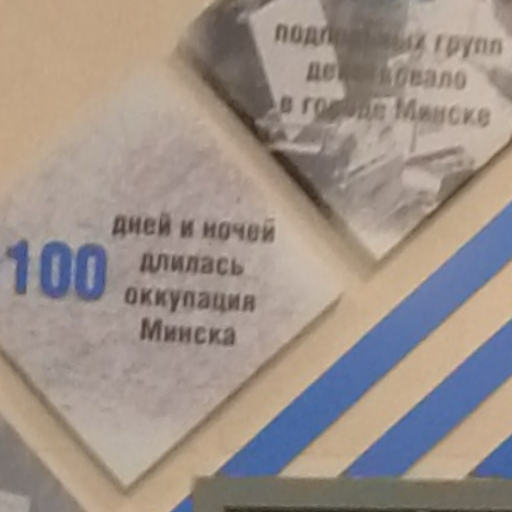 подпольных групп
действовало
в городе Минске
100
дней и ночей
длилась
оккупация
Минска